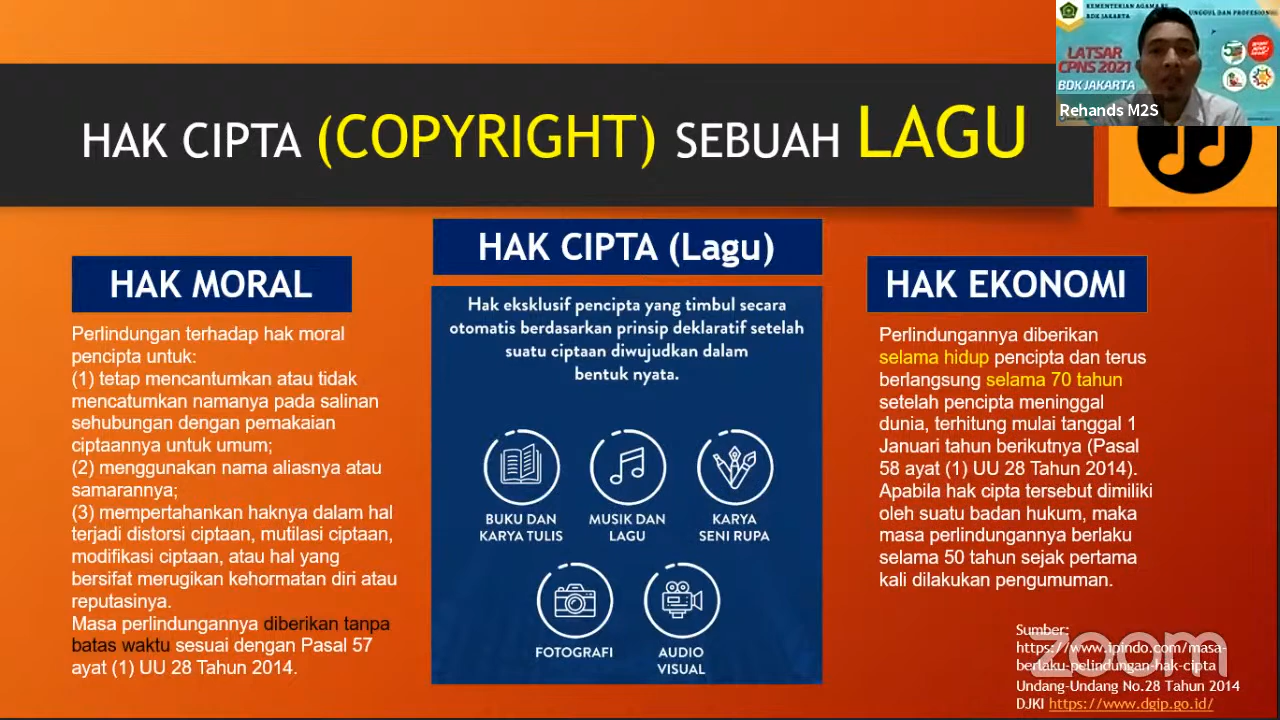 KEMENTERIAN AGAMA RI
BDK JAKARTA
UNGGUL DAN PROFESIONAL
LATSAR
CPNS 2021
BDK JAKARTA
Rehands M2S
HAK CIPTA (COPYRIGHT) SEBUAH LAGU
HAK MORAL
Perlindungan terhadap hak moral
pencipta untuk:
(1) tetap mencantumkan atau tidak
mencatumkan namanya pada salinan
sehubungan dengan pemakaian
ciptaannya untuk umum;
(2) menggunakan nama aliasnya atau
samarannya;
(3) mempertahankan haknya dalam hal
terjadi distorsi ciptaan, mutilasi ciptaan,
modifikasi ciptaan, atau hal yang
bersifat merugikan kehormatan diri atau
reputasinya.
Masa perlindungannya diberikan tanpa
batas waktu sesuai dengan Pasal 57
ayat (1) UU 28 Tahun 2014.
HAK CIPTA (Lagu)
Hak eksklusif pencipta yang timbul secara
otomatis berdasarkan prinsip deklaratif setelah
suatu ciptaan diwujudkan dalam
bentuk nyata.
BUKU DAN
KARYA TULIS
MUSIK DAN
LAGU
KARYA
SENI RUPA
FOTOGRAFI
AUDIO
VISUAL
HAK EKONOMI
Perlindungannya diberikan
selama hidup pencipta dan terus
berlangsung selama 70 tahun
setelah pencipta meninggal
dunia, terhitung mulai tanggal 1
Januari tahun berikutnya (Pasal
58 ayat (1) UU 28 Tahun 2014).
Apabila hak cipta tersebut dimiliki
oleh suatu badan hukum, maka
masa perlindungannya berlaku
selama 50 tahun sejak pertama
kali dilakukan pengumuman.
Sumber:
https://www.ipindo.com/masa-
berlaku-pelindungan-hak-cipta
Undang-Undang No.28 Tahun 2014
DJKI https://www.dgip.go.id/
zoom